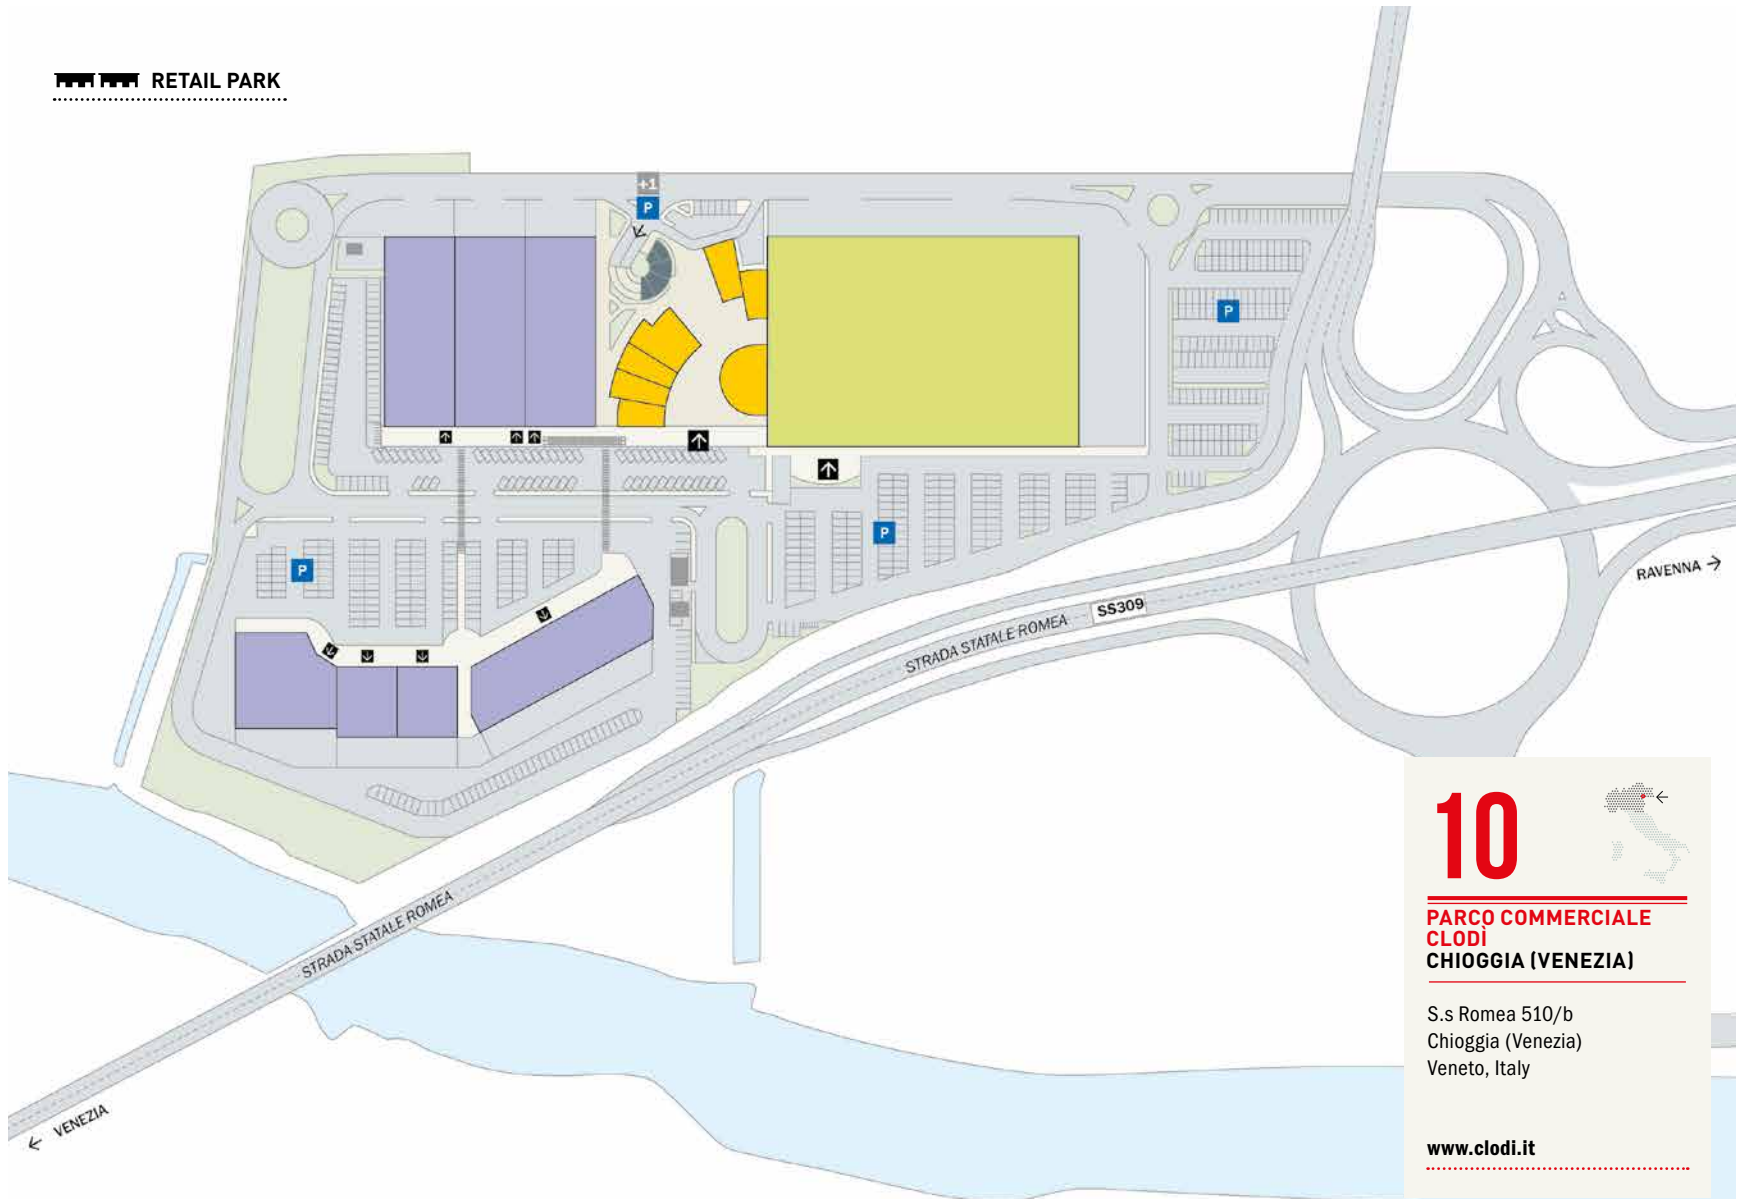 RETAIL PARK
+1
P
P
P
P
RAVENNA →
SS309
STRADA STATALE ROMEA
STRADA STATALE ROMEA
← VENEZIA
10
PARCO COMMERCIALE
CLODÌ
CHIOGGIA (VENEZIA)
S.s Romea 510/b
Chioggia (Venezia)
Veneto, Italy
www.clodi.it